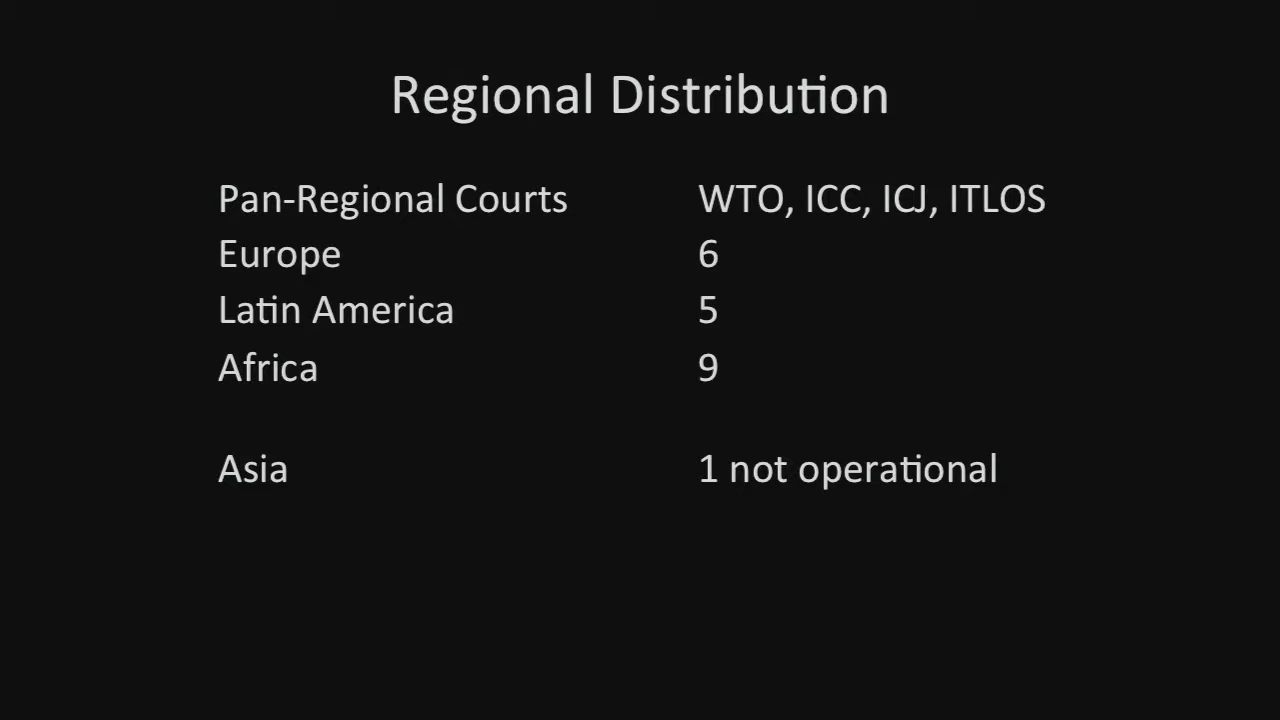 Regional Distribution
Pan-Regional Courts WTO, ICC, ICJ, ITLOS
Europe 6
Latin America 5
Africa 9
Asia 1 not operational